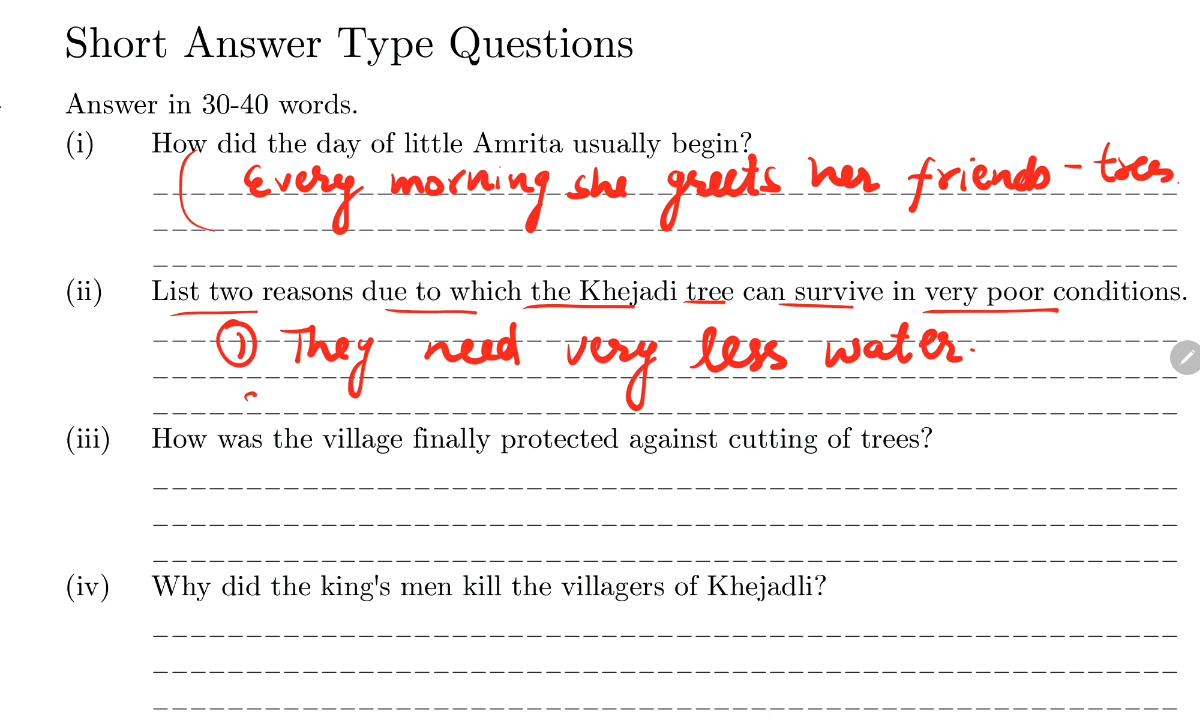 Short Answer Type Questions
Answer in 30-40 words.
(i) How did the day of little Amrita usually begin?
Every morning she greets her friends - trees.
(ii) List two reasons due to which the Khejadi tree can survive in very poor conditions.
① They need very less water.
(iii) How was the village finally protected against cutting of trees?
(iv) Why did the king's men kill the villagers of Khejadli?